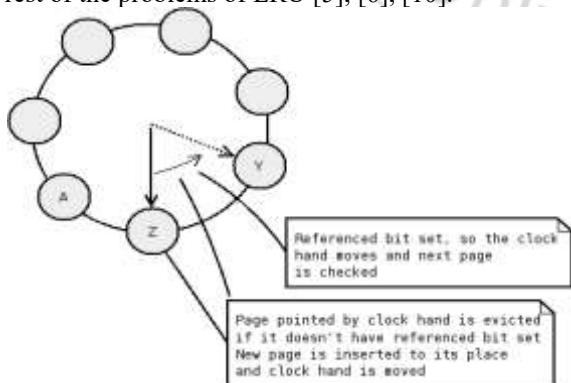 rest of the problems of LRU [5], [6], [10].
Y
A
Z
Referenced bit set, so the clock
hand moves and next page
is checked
Page pointed by clock hand is evicted
if it doesn't have referenced bit set
New page is inserted to its place
and clock hand is moved